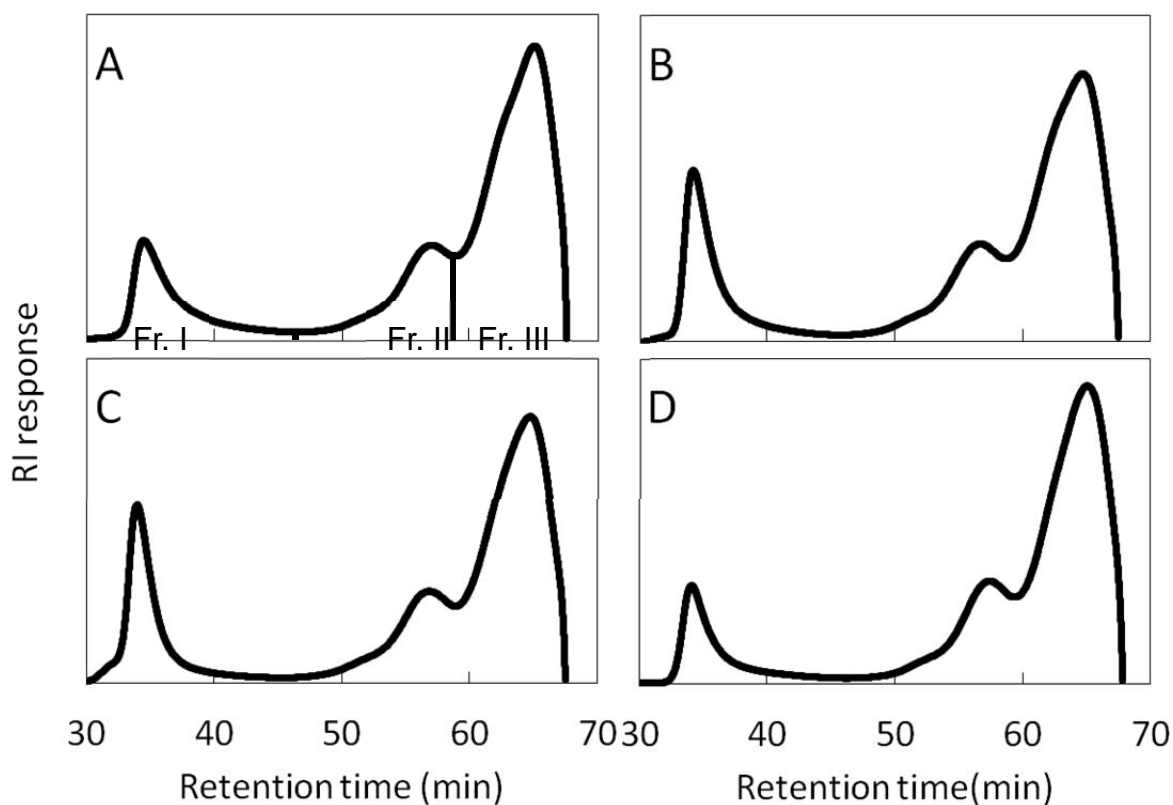 A
B
Fr. I
Fr. II
Fr. III
C
D
RI response
30
40
50
60
70
30
40
50
60
70
Retention time (min)
Retention time(min)